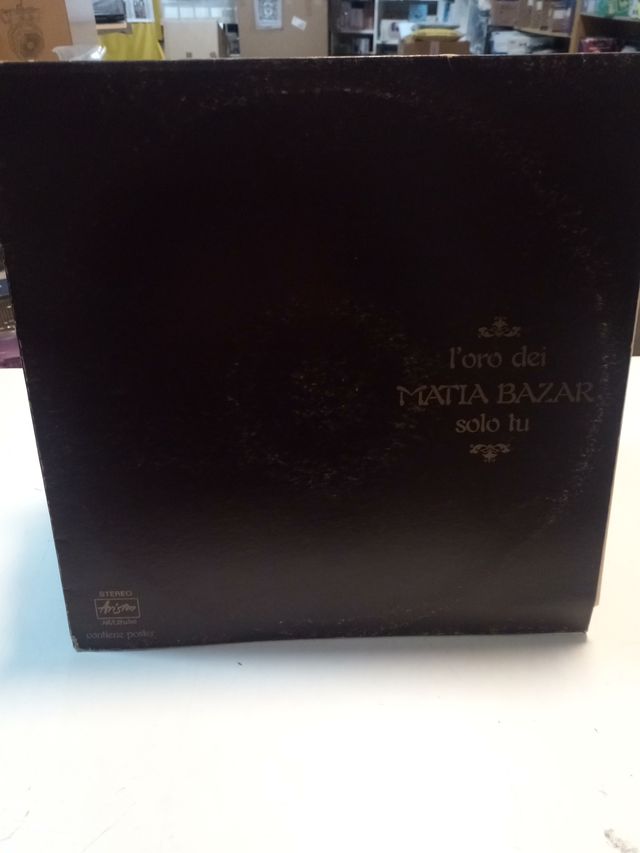 l'oro dei
MATIA BAZAR
solo tu
STEREO
Ariston
contiene poster